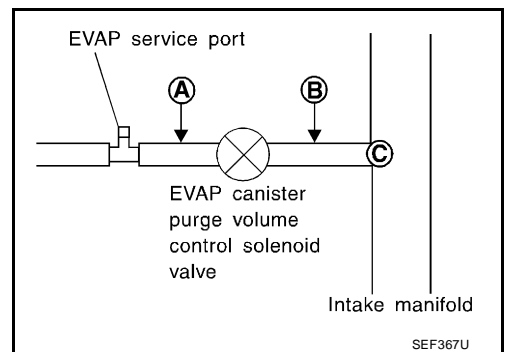 EVAP service port
A
B
C
EVAP canister
purge volume
control solenoid
valve
Intake manifold
SEF367U